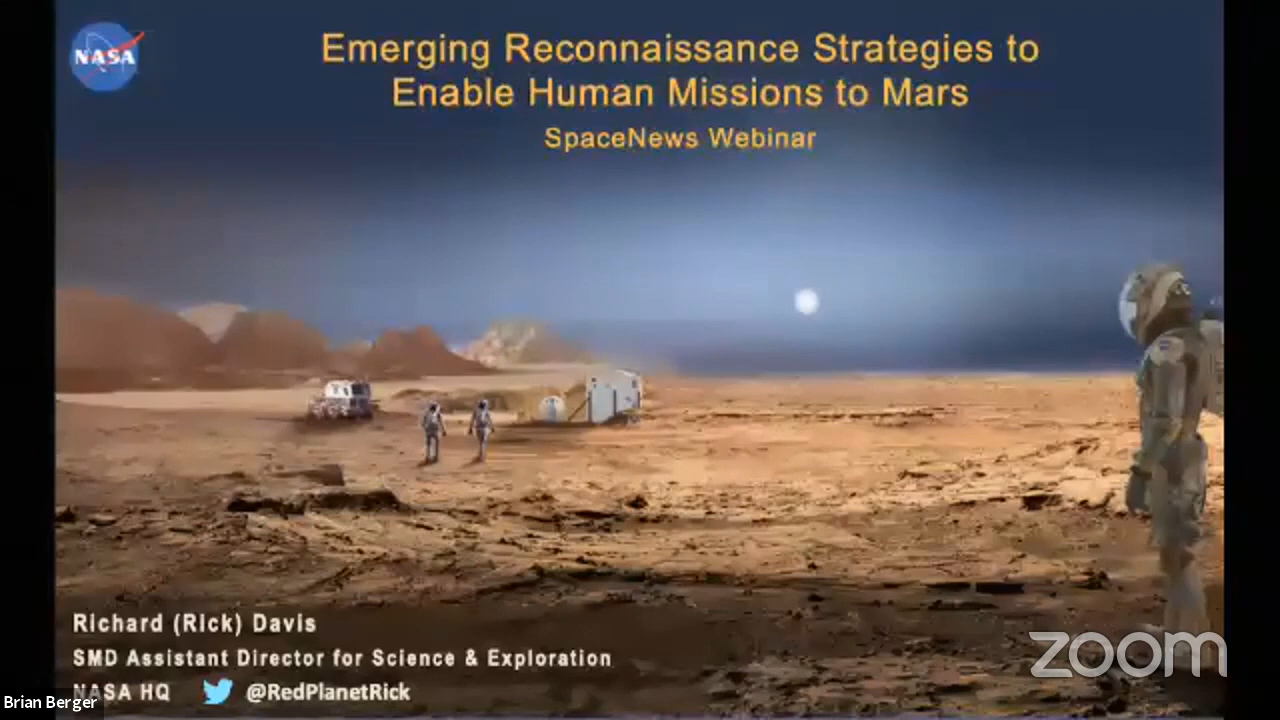 NASA
Emerging Reconnaissance Strategies to
Enable Human Missions to Mars
SpaceNews Webinar
Richard (Rick) Davis
SMD Assistant Director for Science & Exploration
NASA HQ @RedPlanetRick
Brian Berger
zoom